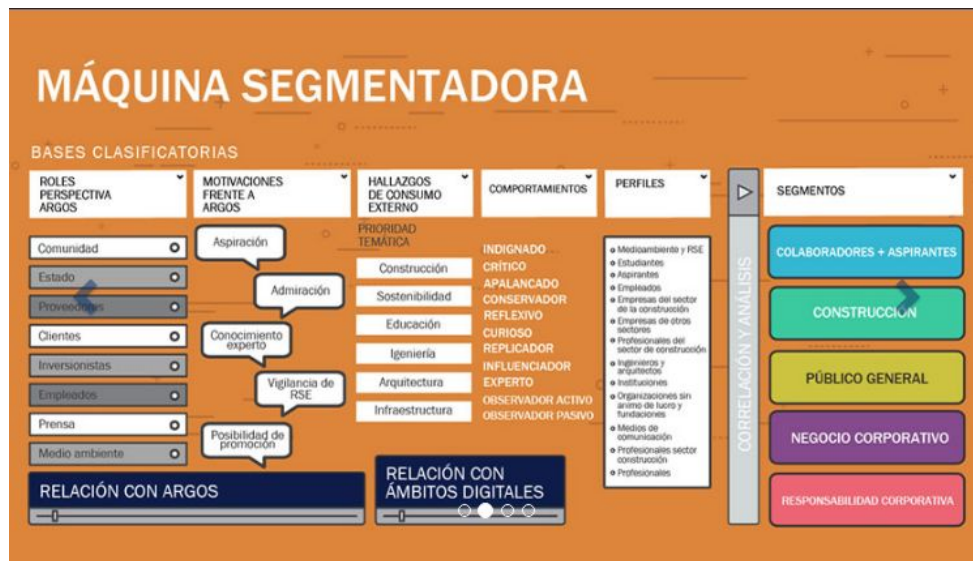 MÁQUINA SEGMENTADORA
BASES CLASIFICATORIAS
ROLES
PERSPECTIVA
ARGOS
Comunidad
Estado
Proveedores
Clientes
Inversionistas
Empleados
Prensa
Medio ambiente
MOTIVACIONES
FRENTE A
ARGOS
Aspiración
Admiración
Conocimiento
experto
Vigilancia de
RSE
Posibilidad de
promoción
RELACIÓN CON ARGOS
HALLAZGOS
DE CONSUMO
EXTERNO
PRIORIDAD
TEMÁTICA
Construcción
Sostenibilidad
Educación
Igeniería
Arquitectura
Infraestructura
COMPORTAMIENTOS
INDIGNADO
CRÍTICO
APALANCADO
CONSERVADOR
REFLEXIVO
CURIOSO
REPLICADOR
INFLUENCIADOR
EXPERTO
OBSERVADOR ACTIVO
OBSERVADOR PASIVO
RELACIÓN CON
ÁMBITOS DIGITALES
PERFILES
Medioambiente y RSE
Estudiantes
Aspirantes
Empleados
Empresas del sector
de la construcción
Empresas de otros
sectores
Profesionales del
sector de construcción
Ingenieros y
arquitectos
Instituciones
Organizaciones sin
animo de lucro y
fundaciones
Medios de
comunicación
Profesionales sector
construcción
Profesionales
CORRELACIÓN Y ANÁLISIS
SEGMENTOS
COLABORADORES + ASPIRANTES
CONSTRUCCIÓN
PÚBLICO GENERAL
NEGOCIO CORPORATIVO
RESPONSABILIDAD CORPORATIVA